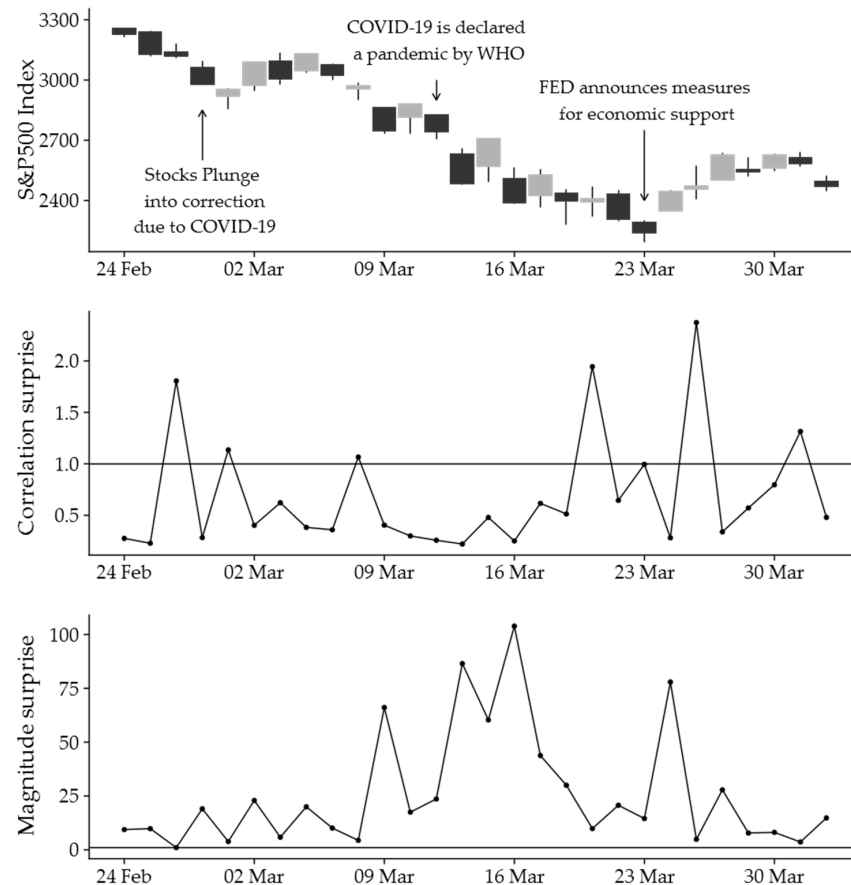 S&P500 Index
3300
3000
2700
2400
COVID-19 is declared
a pandemic by WHO
FED announces measures
for economic support
Stocks Plunge
into correction
due to COVID-19
24 Feb
02 Mar
09 Mar
16 Mar
23 Mar
30 Mar
Correlation surprise
2.0
1.5
1.0
0.5
24 Feb
02 Mar
09 Mar
16 Mar
23 Mar
30 Mar
Magnitude surprise
100
75
50
25
0
24 Feb
02 Mar
09 Mar
16 Mar
23 Mar
30 Mar